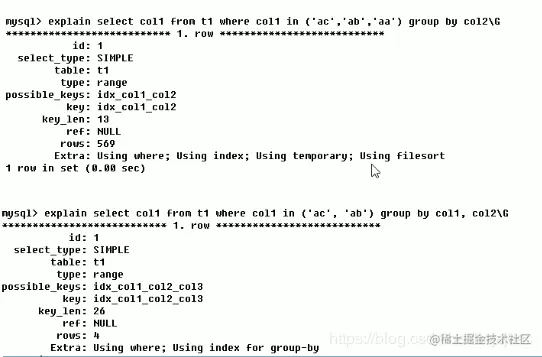 mysql> explain select col1 from t1 where col1 in ('ac','ab','aa') group by col2\G
*************************** 1. row ***************************
id: 1
select_type: SIMPLE
table: t1
type: range
possible_keys: idx_col1_col2
key: idx_col1_col2
key_len: 13
ref: NULL
rows: 569
Extra: Using where; Using index; Using temporary; Using filesort
1 row in set (0.00 sec)
mysql> explain select col1 from t1 where col1 in ('ac', 'ab') group by col1, col2\G
*************************** 1. row ***************************
id: 1
select_type: SIMPLE
table: t1
type: range
possible_keys: idx_col1_col2_col3
key: idx_col1_col2_col3
key_len: 26
ref: NULL
rows: 4
Extra: Using where; Using index for group-by
https://blog.cs
@稀土掘金技术社区